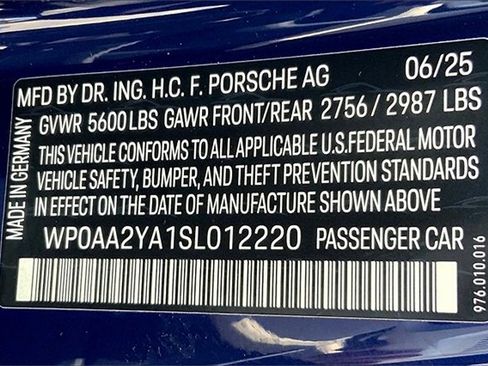 MFD BY DR. ING. H.C. F. PORSCHE AG 06/25
GVWR 5600 LBS GAWR FRONT/REAR 2756 / 2987 LBS
THIS VEHICLE CONFORMS TO ALL APPLICABLE U.S. FEDERAL MOTOR
VEHICLE SAFETY, BUMPER, AND THEFT PREVENTION STANDARDS
IN EFFECT ON THE DATE OF MANUFACTURE SHOWN ABOVE
WP0AA2YA1SL012220 PASSENGER CAR
MADE IN GERMANY
976.010.016